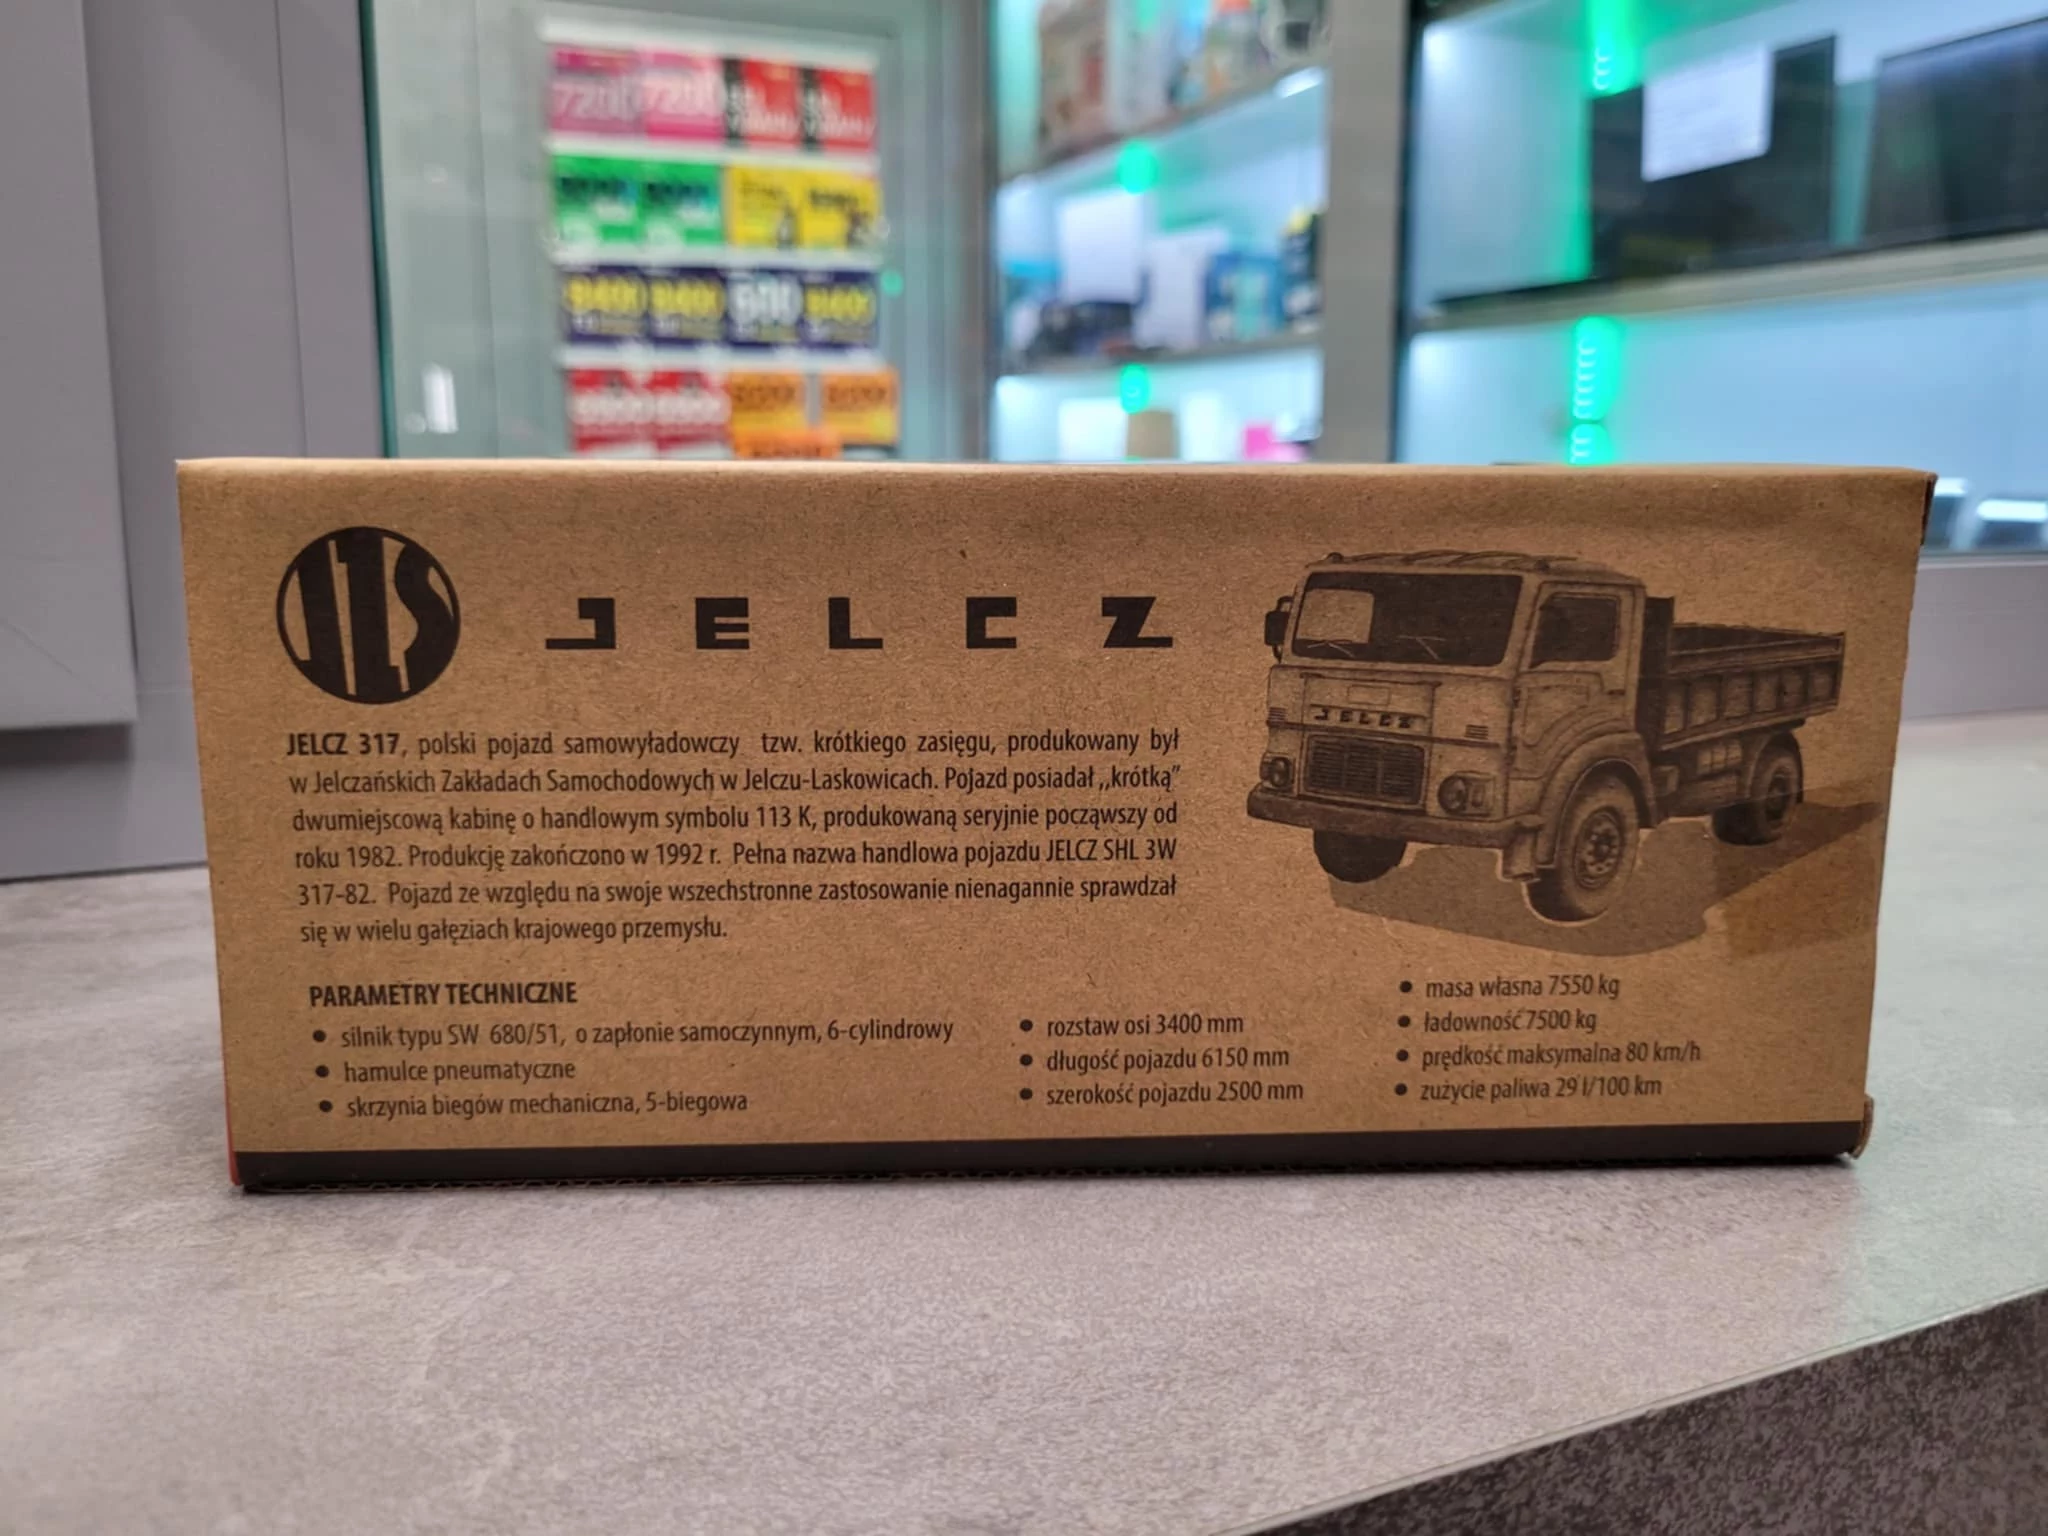 JZS
JELCZ
JELCZ
JELCZ 317, polski pojazd samowyładowczy tzw. krótkiego zasięgu, produkowany był
w Jelczańskich Zakładach Samochodowych w Jelczu-Laskowicach. Pojazd posiadał ,,krótką"
dwumiejscową kabinę o handlowym symbolu 113 K, produkowaną seryjnie począwszy od
roku 1982. Produkcję zakończono w 1992 r. Pełna nazwa handlowa pojazdu JELCZ SHL 3W
317-82. Pojazd ze względu na swoje wszechstronne zastosowanie nienagannie sprawdzał
się w wielu gałęziach krajowego przemysłu.
PARAMETRY TECHNICZNE
• silnik typu SW 680/51, o zapłonie samoczynnym, 6-cylindrowy
• hamulce pneumatyczne
• skrzynia biegów mechaniczna, 5-biegowa
• rozstaw osi 3400 mm
• długość pojazdu 6150 mm
• szerokość pojazdu 2500 mm
• masa własna 7550 kg
• ładowność 7500 kg
• prędkość maksymalna 80 km/h
• zużycie paliwa 29 l/100 km